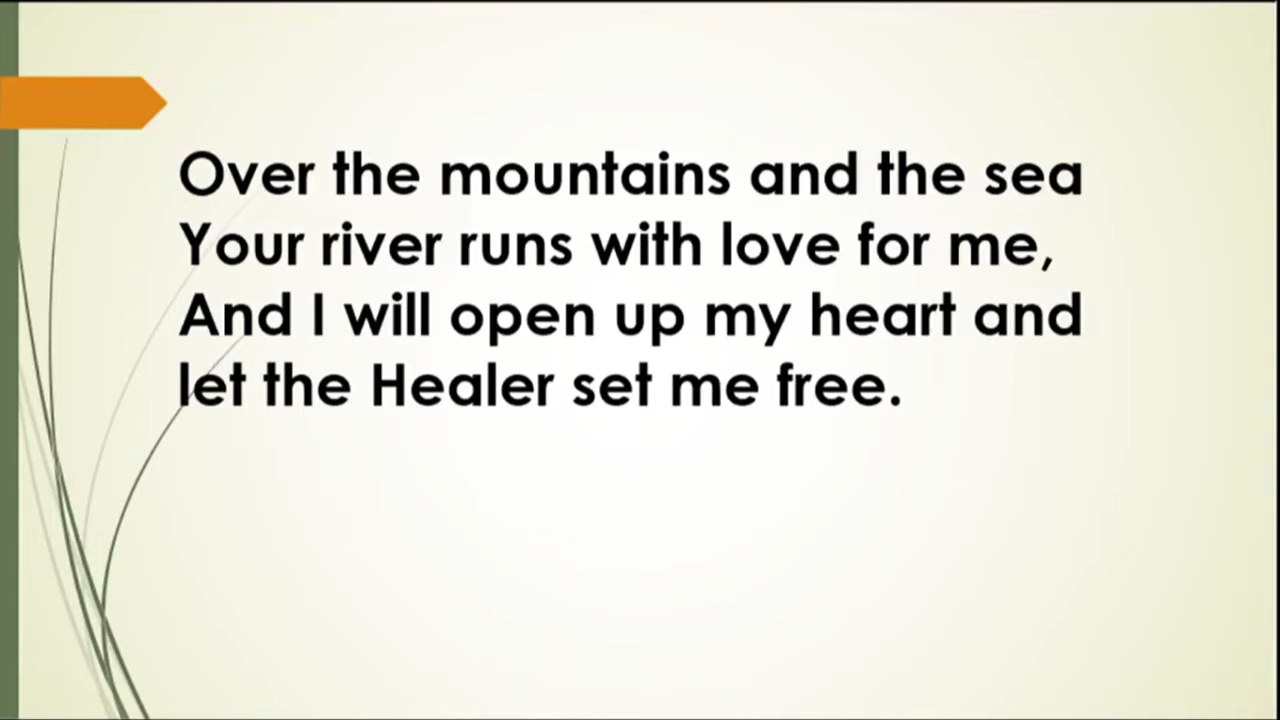 Over the mountains and the sea
Your river runs with love for me,
And I will open up my heart and
let the Healer set me free.